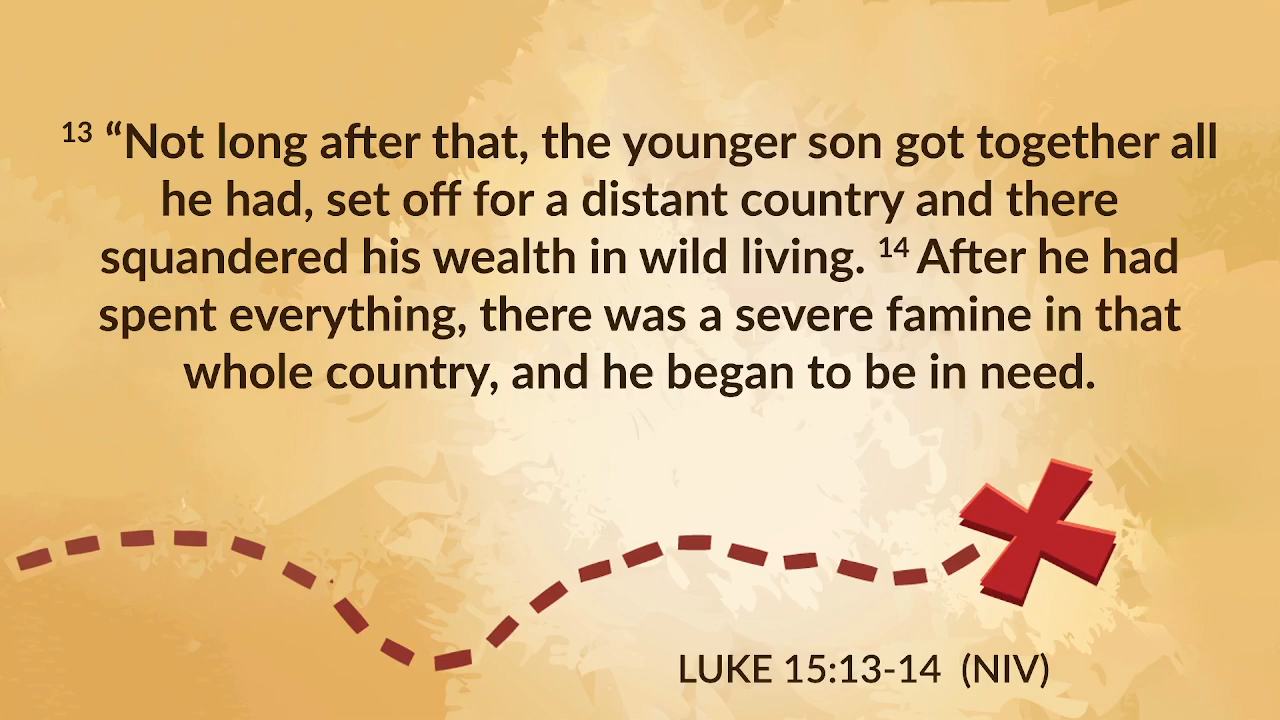 13 “Not long after that, the younger son got together all
he had, set off for a distant country and there
squandered his wealth in wild living. 14 After he had
spent everything, there was a severe famine in that
whole country, and he began to be in need.
LUKE 15:13-14 (NIV)